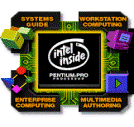 SYSTEMS
GUIDE
WORKSTATION
COMPUTING
intel
inside
PENTIUM·PRO
PROCESSOR
ENTERPRISE
COMPUTING
MULTIMEDIA
AUTHORING